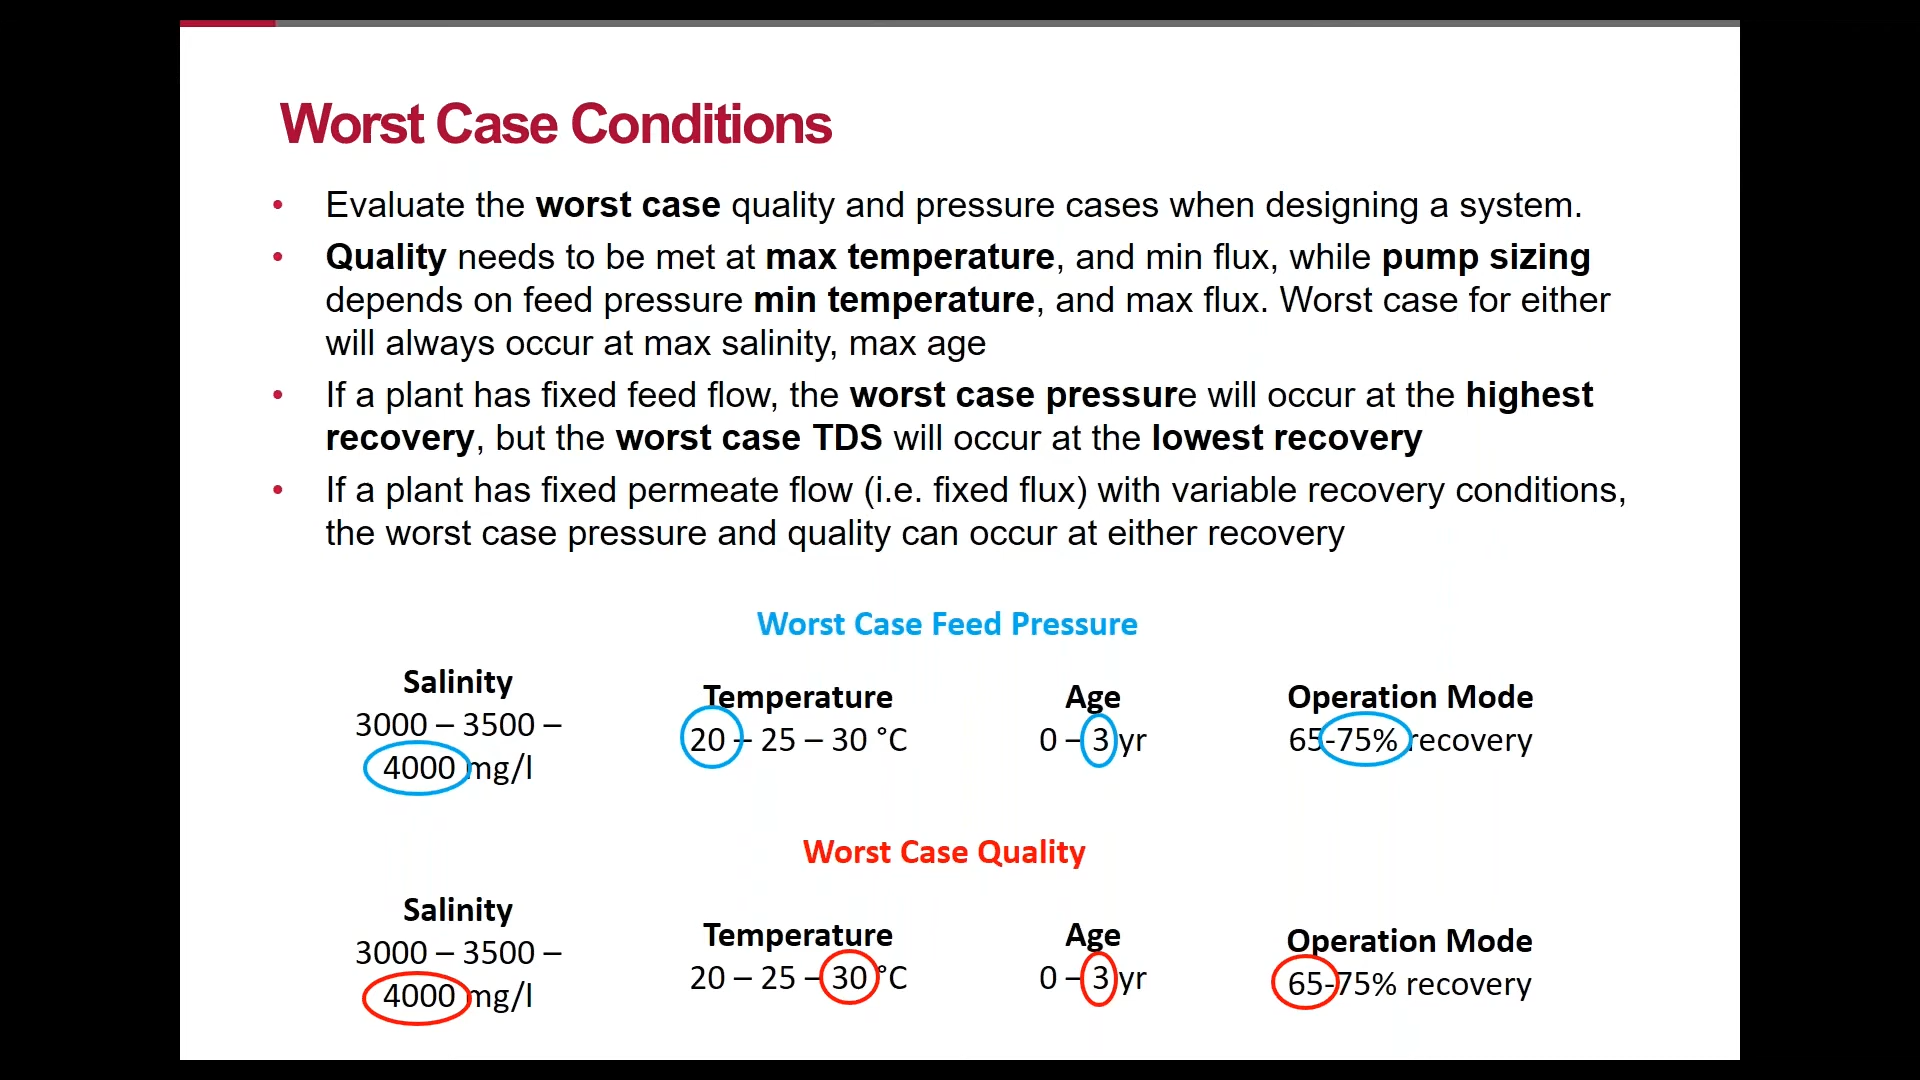 Worst Case Conditions
• Evaluate the worst case quality and pressure cases when designing a system.
• Quality needs to be met at max temperature, and min flux, while pump sizing
depends on feed pressure min temperature, and max flux. Worst case for either
will always occur at max salinity, max age
• If a plant has fixed feed flow, the worst case pressure will occur at the highest
recovery, but the worst case TDS will occur at the lowest recovery
• If a plant has fixed permeate flow (i.e. fixed flux) with variable recovery conditions,
the worst case pressure and quality can occur at either recovery
Worst Case Feed Pressure
Salinity
3000 – 3500 –
4000 mg/l
Temperature
20 – 25 – 30 °C
Age
0 – 3 yr
Operation Mode
65-75% recovery
Worst Case Quality
Salinity
3000 – 3500 –
4000 mg/l
Temperature
20 – 25 – 30 °C
Age
0 – 3 yr
Operation Mode
65-75% recovery